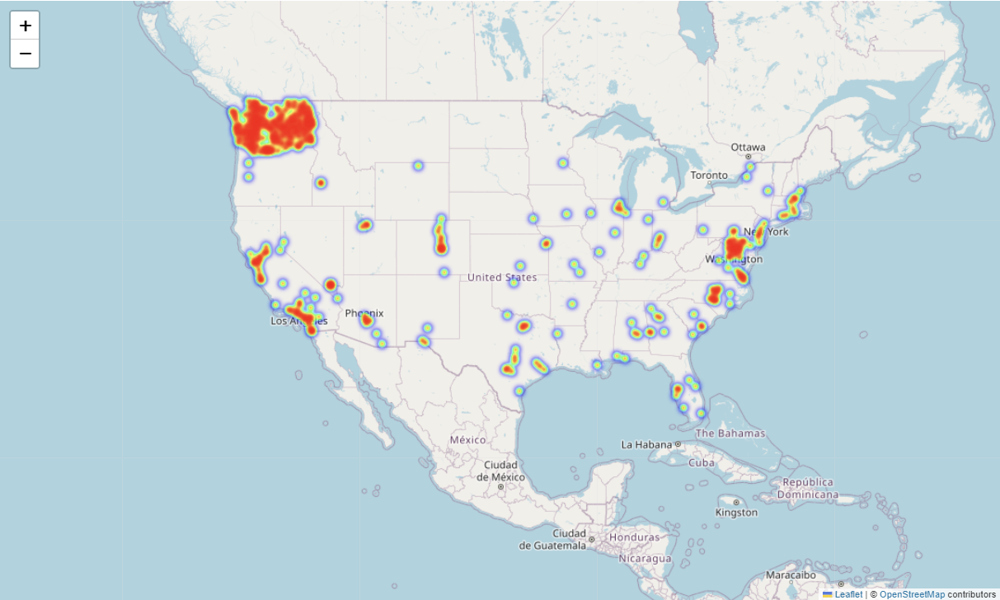 +
−
Ottawa
Toronto
New York
Washington
United States
Phoenix
Los Angeles
México
Ciudad
de México
La Habana
The Bahamas
Cuba
República
Dominicana
Kingston
Ciudad
de Guatemala
Honduras
Nicaragua
Maracaibo
Leaflet | © OpenStreetMap contributors